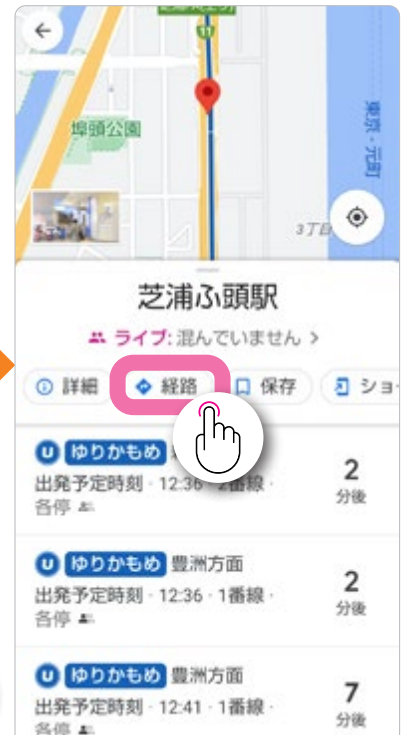 11
埠頭公園
東京・元町
3丁目
芝浦ふ頭駅
ライブ: 混んでいません >
詳細
経路
保存
ショー
U ゆりかもめ
出発予定時刻・12:36・2番線・
各停
2
分後
U ゆりかもめ 豊洲方面
出発予定時刻・12:36・1番線・
各停
2
分後
U ゆりかもめ 豊洲方面
出発予定時刻・12:41・1番線・
各停
7
分後